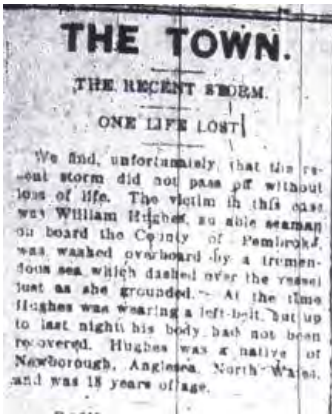 THE TOWN.
THE RECENT STORM.
ONE LIFE LOST
We find, unfortunately, that the re-
cent storm did not pass off without
loss of life. The victim in this case
was William Hughes, an able seaman
on board the County of Pembroke,
was washed overboard by a tremen-
dous sea which dashed over the vessel
just as she grounded. At the time
Hughes was wearing a left-belt, but up
to last night his body had not been
recovered. Hughes was a native of
Newborough, Anglesea, North Wales,
and was 18 years of age.